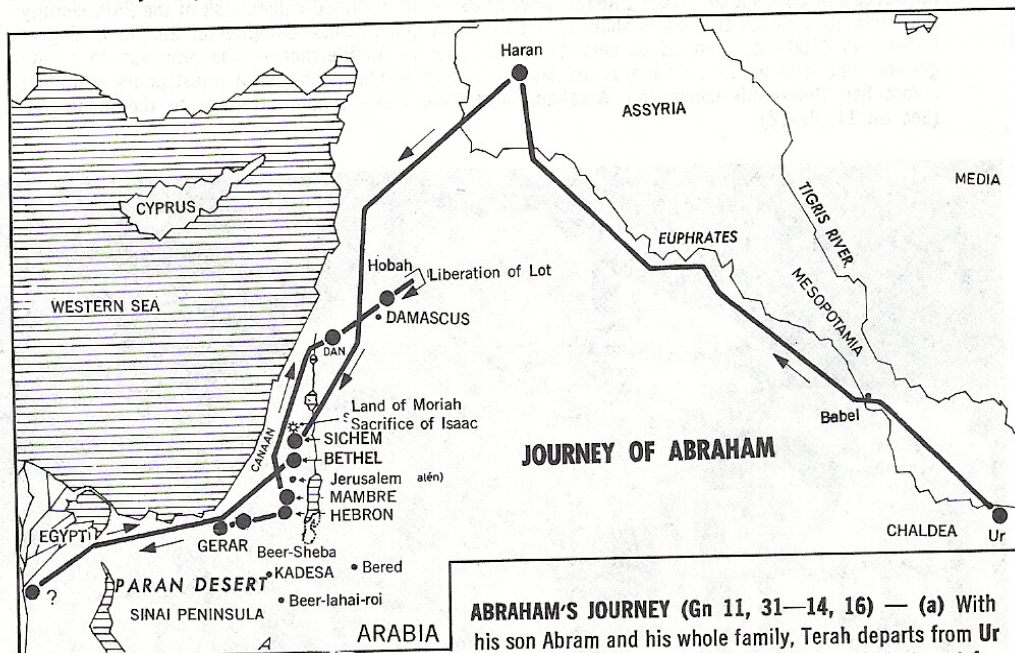 Haran
ASSYRIA
MEDIA
TIGRIS RIVER
CYPRUS
EUPHRATES
Hobah
Liberation of Lot
MESOPOTAMIA
WESTERN SEA
DAMASCUS
DAN
Land of Moriah
Sacrifice of Isaac
CANAAN
Babel
SICHEM
JOURNEY OF ABRAHAM
BETHEL
Jerusalem alén)
MAMBRE
HEBRON
EGYPT
CHALDEA
Ur
GERAR
Beer-Sheba
?
PARAN DESERT
KADESA
Bered
SINAI PENINSULA
Beer-lahai-roi
A
ARABIA
ABRAHAM'S JOURNEY (Gn 11, 31—14, 16) — (a) With
his son Abram and his whole family, Terah departs from Ur